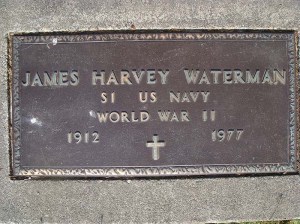 JAMES HARVEY WATERMAN
S1 US NAVY
WORLD WAR II
1912 1977